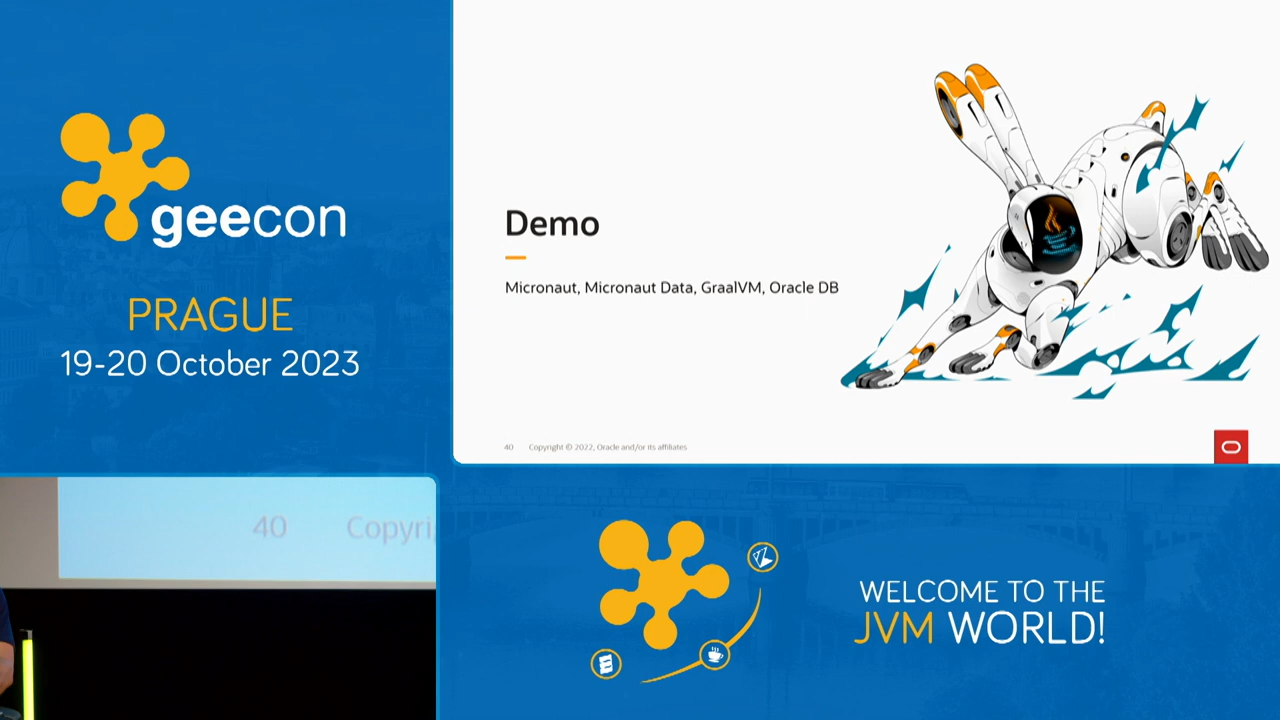 geecon
PRAGUE
19-20 October 2023
Demo
Micronaut, Micronaut Data, GraalVM, Oracle DB
40 Copyright © 2022, Oracle and/or its affiliates
40 Copyri
WELCOME TO THE
JVM WORLD!